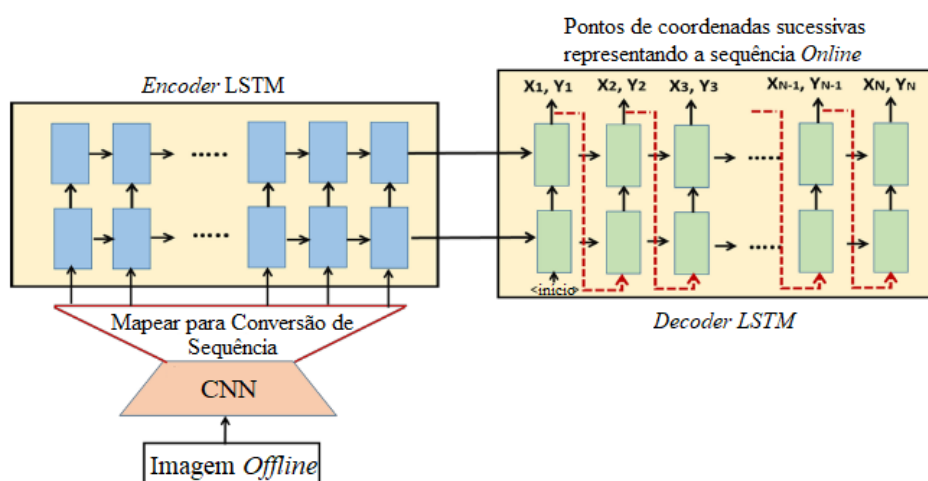 Pontos de coordenadas sucessivas
representando a sequência Online
Encoder LSTM
X1, Y1 X2, Y2 X3, Y3 XN-1, YN-1 XN, YN
.....
.....
.....
.....
<início>
Decoder LSTM
Mapear para Conversão de
Sequência
CNN
Imagem Offline